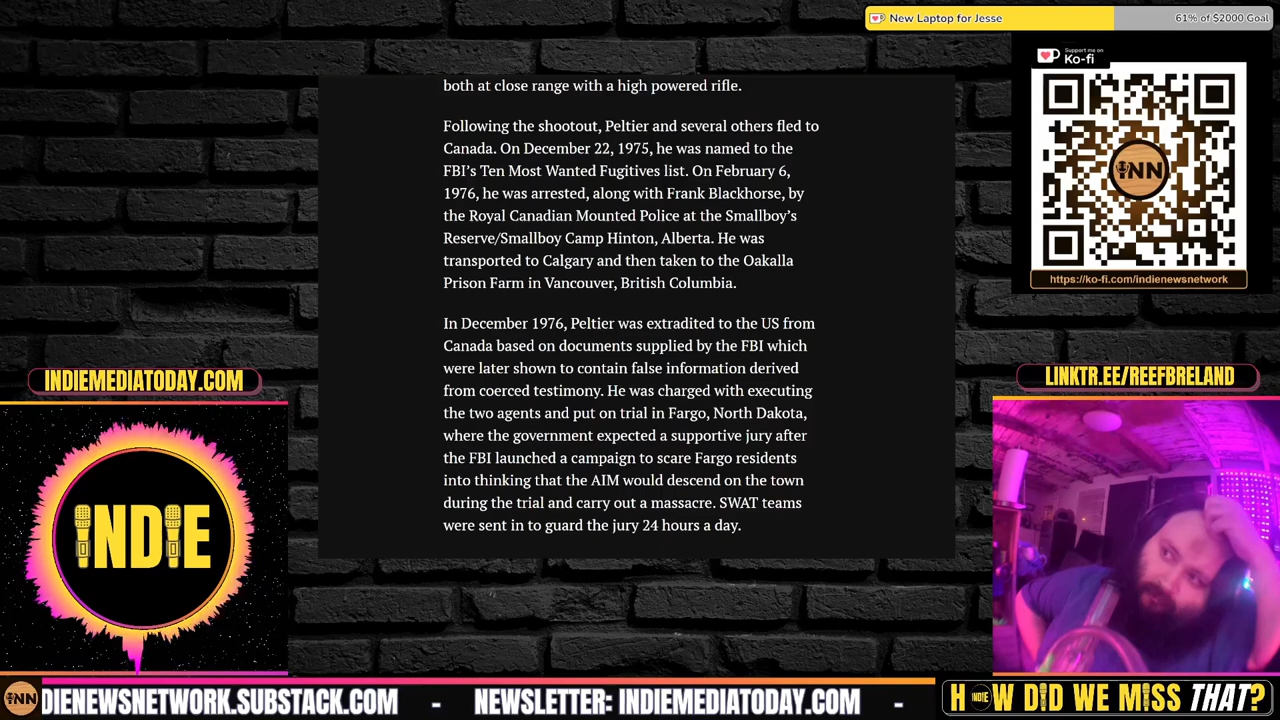 New Laptop for Jesse
61% of $2000 Goal
Support me on
Ko-fi
INN
https://ko-fi.com/indienewsnetwork
both at close range with a high powered rifle.
Following the shootout, Peltier and several others fled to
Canada. On December 22, 1975, he was named to the
FBI’s Ten Most Wanted Fugitives list. On February 6,
1976, he was arrested, along with Frank Blackhorse, by
the Royal Canadian Mounted Police at the Smallboy’s
Reserve/Smallboy Camp Hinton, Alberta. He was
transported to Calgary and then taken to the Oakalla
Prison Farm in Vancouver, British Columbia.
In December 1976, Peltier was extradited to the US from
Canada based on documents supplied by the FBI which
were later shown to contain false information derived
from coerced testimony. He was charged with executing
the two agents and put on trial in Fargo, North Dakota,
where the government expected a supportive jury after
the FBI launched a campaign to scare Fargo residents
into thinking that the AIM would descend on the town
during the trial and carry out a massacre. SWAT teams
were sent in to guard the jury 24 hours a day.
INDIEMEDIATODAY.COM
LINKTR.EE/REEFBRELAND
INDIE
INN
DIENEWSNETWORK.SUBSTACK.COM - NEWSLETTER: INDIEMEDIATODAY.COM -
HOW DID WE MISS THAT?